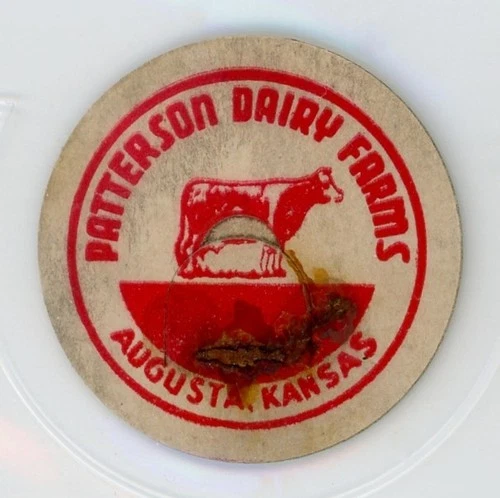 PATTERSON DAIRY FARMS
AUGUSTA, KANSAS